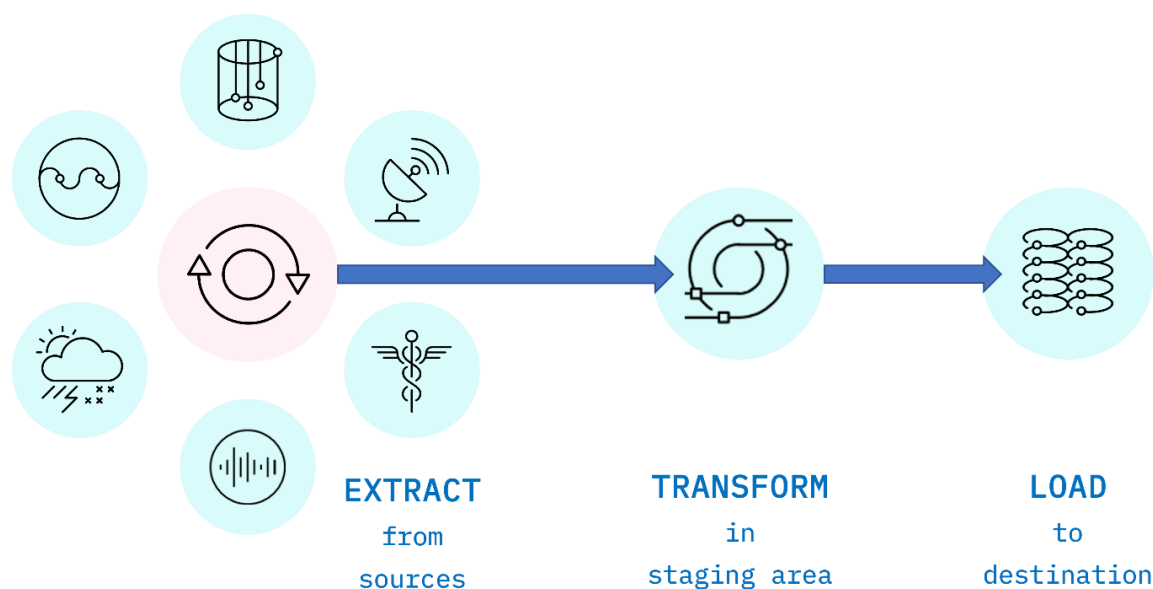 EXTRACT
from
sources
TRANSFORM
in
staging area
LOAD
to
destination